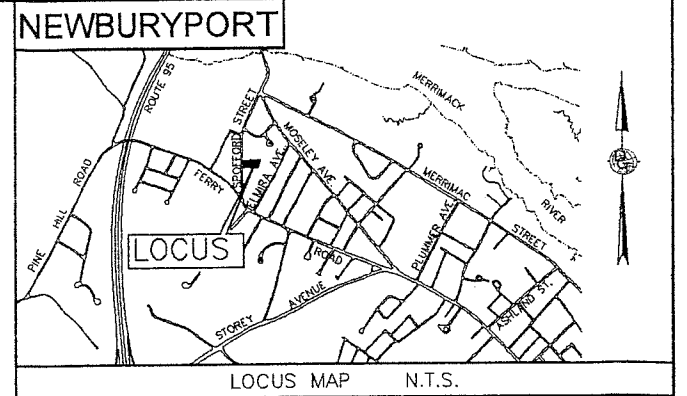 NEWBURYPORT
ROUTE 95
MERRIMACK
RIVER
SPOFFORD STREET
MOSELEY AVE.
ELMIRA AVE.
FERRY ROAD
MERRIMAC STREET
PINE HILL ROAD
PLUMMER AVE.
LOCUS
STOREY AVENUE
ASHLAND ST.
LOCUS MAP N.T.S.